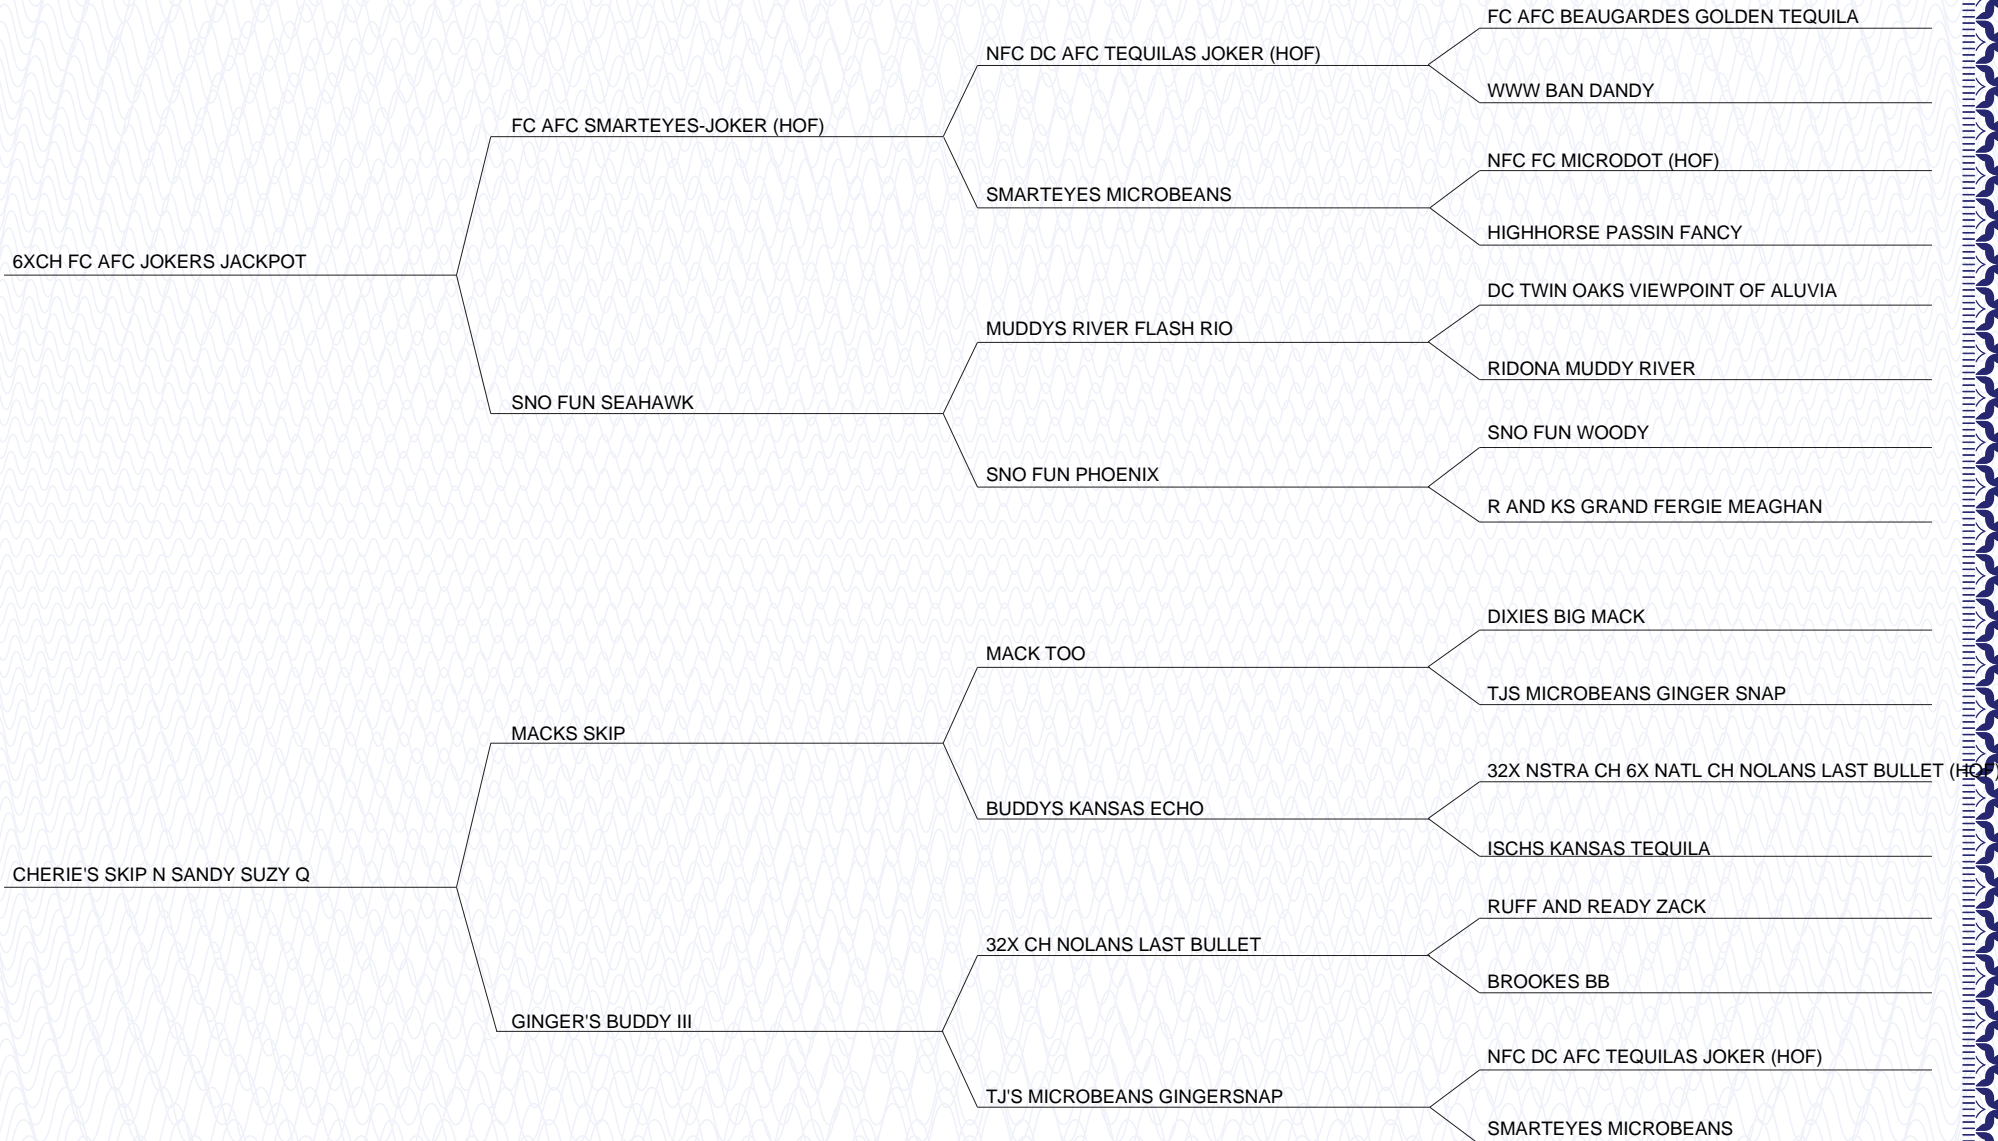 FC AFC BEAUGARDES GOLDEN TEQUILA
NFC DC AFC TEQUILAS JOKER (HOF)
WWW BAN DANDY
FC AFC SMARTEYES-JOKER (HOF)
NFC FC MICRODOT (HOF)
SMARTEYES MICROBEANS
HIGHHORSE PASSIN FANCY
6XCH FC AFC JOKERS JACKPOT
DC TWIN OAKS VIEWPOINT OF ALUVIA
MUDDYS RIVER FLASH RIO
RIDONA MUDDY RIVER
SNO FUN SEAHAWK
SNO FUN WOODY
SNO FUN PHOENIX
R AND KS GRAND FERGIE MEAGHAN
DIXIES BIG MACK
MACK TOO
TJS MICROBEANS GINGER SNAP
MACKS SKIP
32X NSTRA CH 6X NATL CH NOLANS LAST BULLET (HOF)
BUDDYS KANSAS ECHO
ISCHS KANSAS TEQUILA
CHERIE'S SKIP N SANDY SUZY Q
RUFF AND READY ZACK
32X CH NOLANS LAST BULLET
BROOKES BB
GINGER'S BUDDY III
NFC DC AFC TEQUILAS JOKER (HOF)
TJ'S MICROBEANS GINGERSNAP
SMARTEYES MICROBEANS